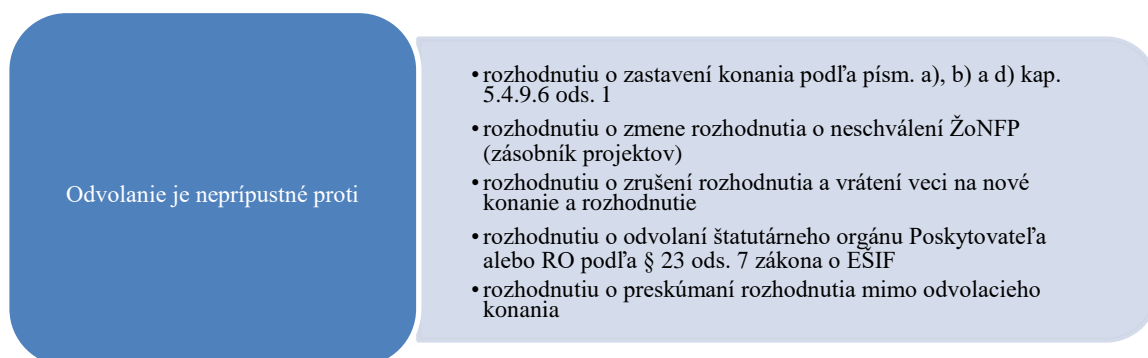 Odvolanie je neprípustné proti
•rozhodnutiu o zastavení konania podľa písm. a), b) a d) kap.
5.4.9.6 ods. 1
•rozhodnutiu o zmene rozhodnutia o neschválení ŽoNFP
(zásobník projektov)
•rozhodnutiu o zrušení rozhodnutia a vrátení veci na nové
konanie a rozhodnutie
•rozhodnutiu o odvolaní štatutárneho orgánu Poskytovateľa
alebo RO podľa § 23 ods. 7 zákona o EŠIF
•rozhodnutiu o preskúmaní rozhodnutia mimo odvolacieho
konania